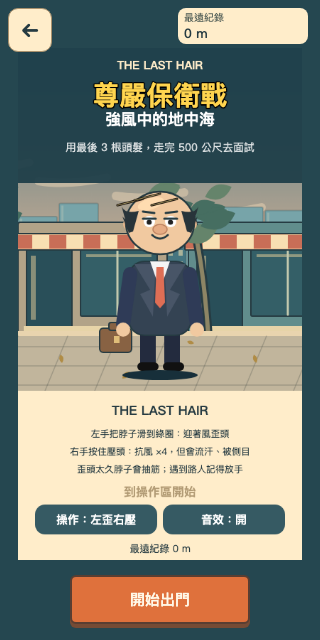 最遠紀錄
0 m
THE LAST HAIR
尊嚴保衛戰
強風中的地中海
用最後 3 根頭髮，走完 500 公尺去面試
THE LAST HAIR
左手把脖子滑到綠圈：迎著風歪頭
右手按住壓頭：抗風 x4，但會流汗、被側目
歪頭太久脖子會抽筋；遇到路人記得放手
到操作區開始
操作：左歪右壓
音效：開
最遠紀錄 0 m
開始出門